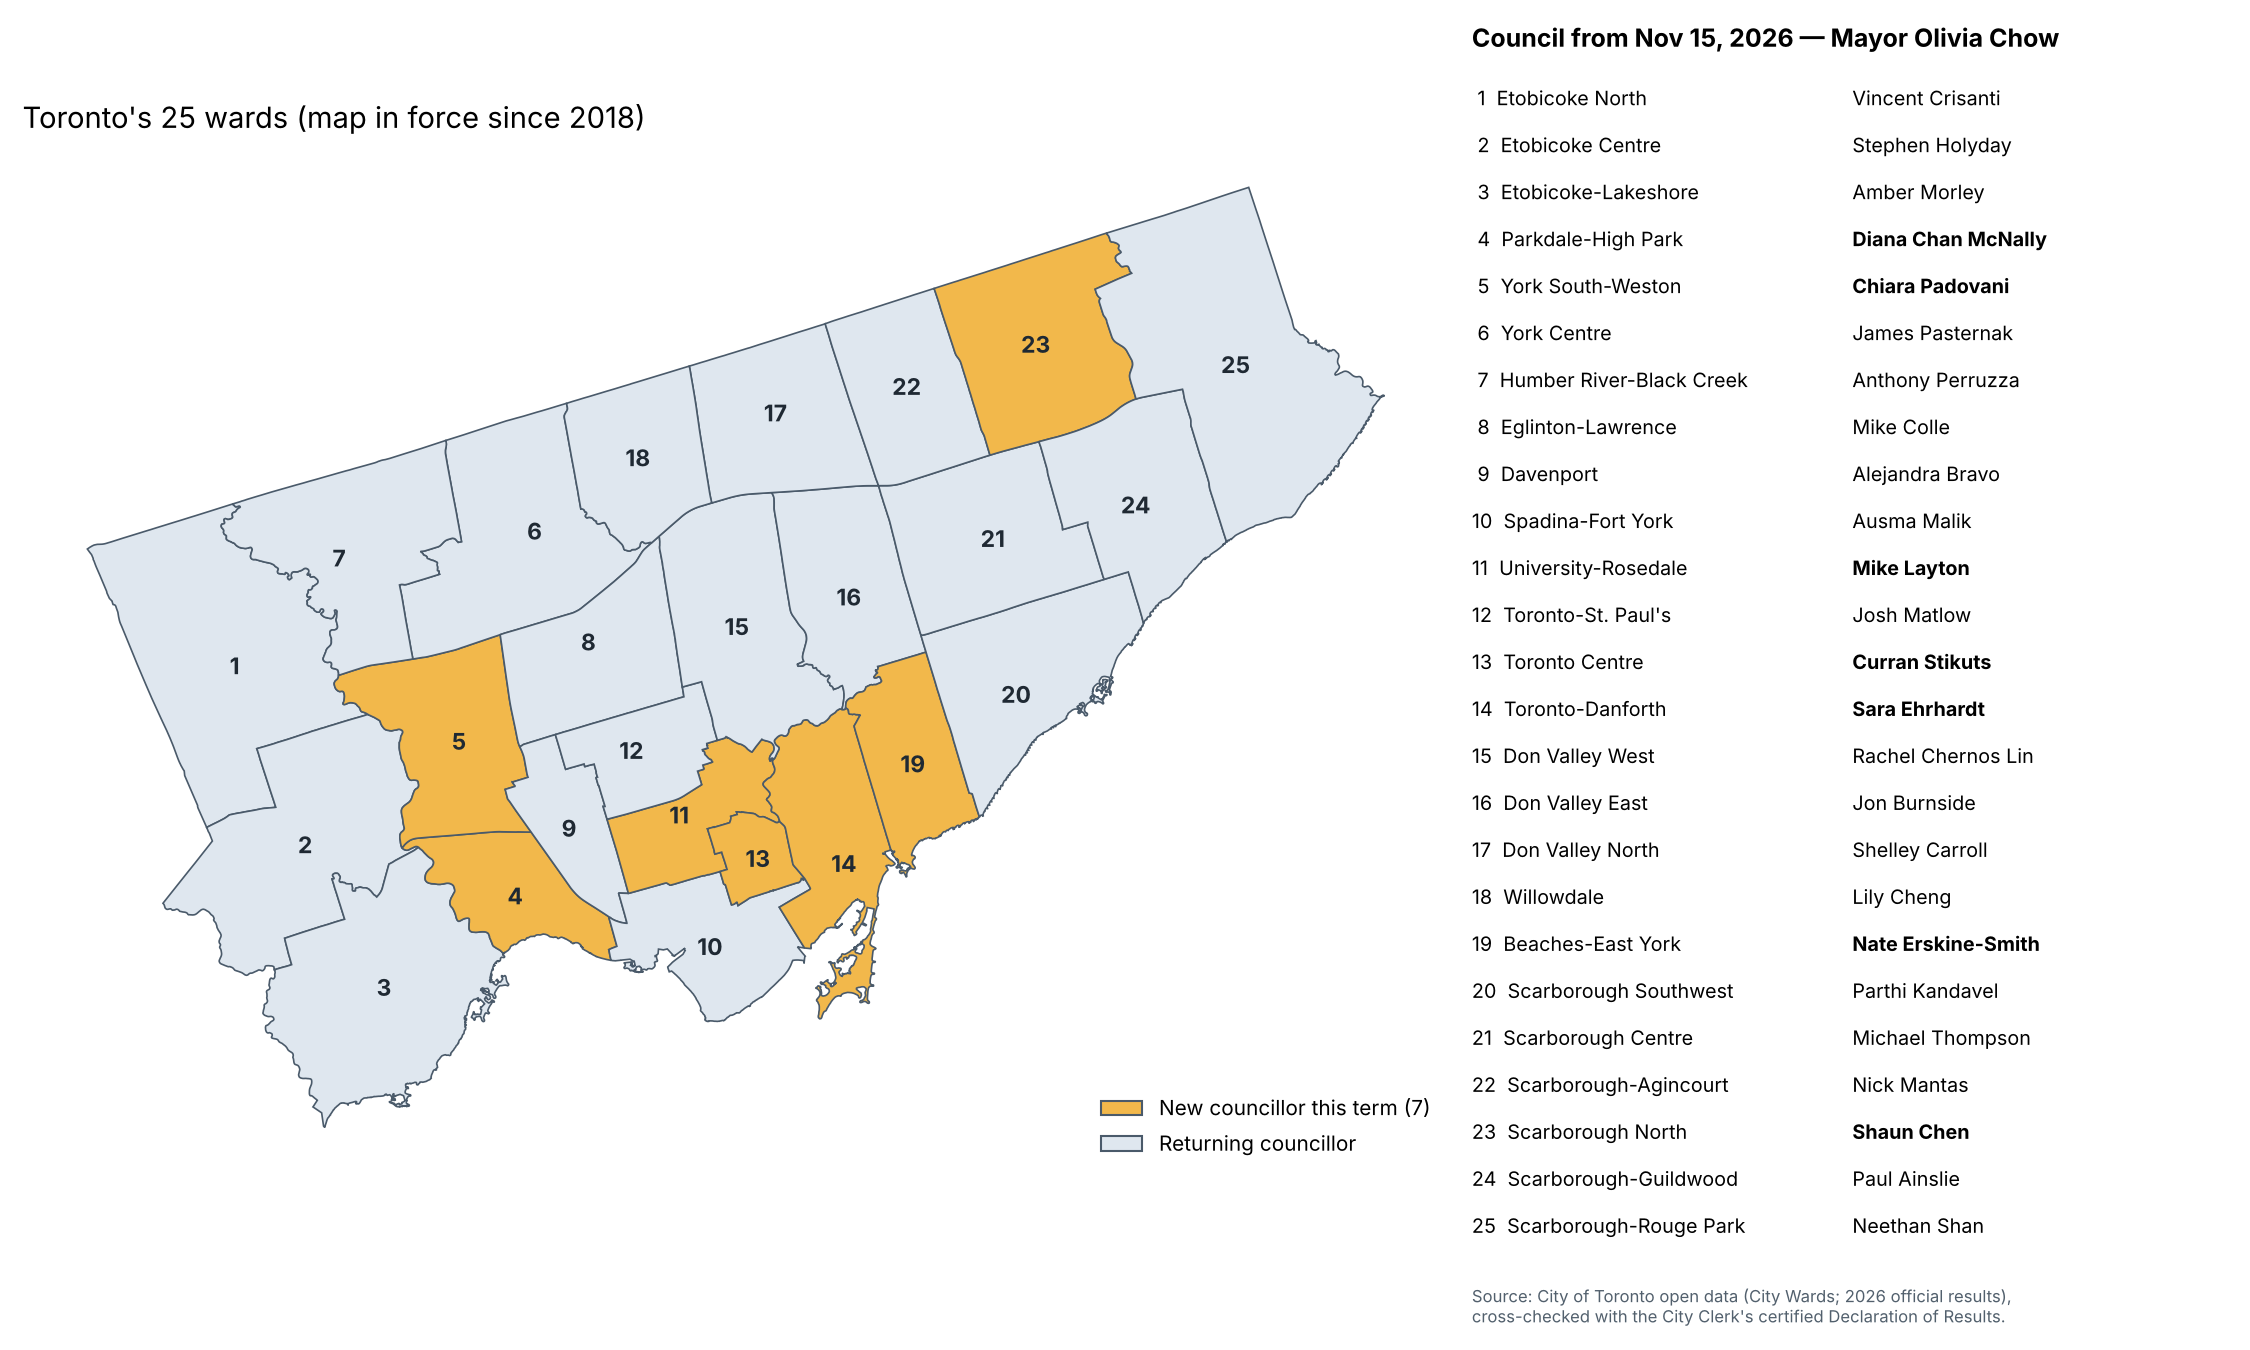 Council from Nov 15, 2026 — Mayor Olivia Chow
Toronto's 25 wards (map in force since 2018)
1 Etobicoke North Vincent Crisanti
2 Etobicoke Centre Stephen Holyday
3 Etobicoke-Lakeshore Amber Morley
4 Parkdale-High Park Diana Chan McNally
5 York South-Weston Chiara Padovani
6 York Centre James Pasternak
7 Humber River-Black Creek Anthony Perruzza
8 Eglinton-Lawrence Mike Colle
9 Davenport Alejandra Bravo
10 Spadina-Fort York Ausma Malik
11 University-Rosedale Mike Layton
12 Toronto-St. Paul's Josh Matlow
13 Toronto Centre Curran Stikuts
14 Toronto-Danforth Sara Ehrhardt
15 Don Valley West Rachel Chernos Lin
16 Don Valley East Jon Burnside
17 Don Valley North Shelley Carroll
18 Willowdale Lily Cheng
19 Beaches-East York Nate Erskine-Smith
20 Scarborough Southwest Parthi Kandavel
21 Scarborough Centre Michael Thompson
22 Scarborough-Agincourt Nick Mantas
23 Scarborough North Shaun Chen
24 Scarborough-Guildwood Paul Ainslie
25 Scarborough-Rouge Park Neethan Shan
23
25
22
17
18
24
6
21
7
16
15
8
1
20
5
12
19
11
9
2
13
14
4
10
3
New councillor this term (7)
Returning councillor
Source: City of Toronto open data (City Wards; 2026 official results),
cross-checked with the City Clerk's certified Declaration of Results.